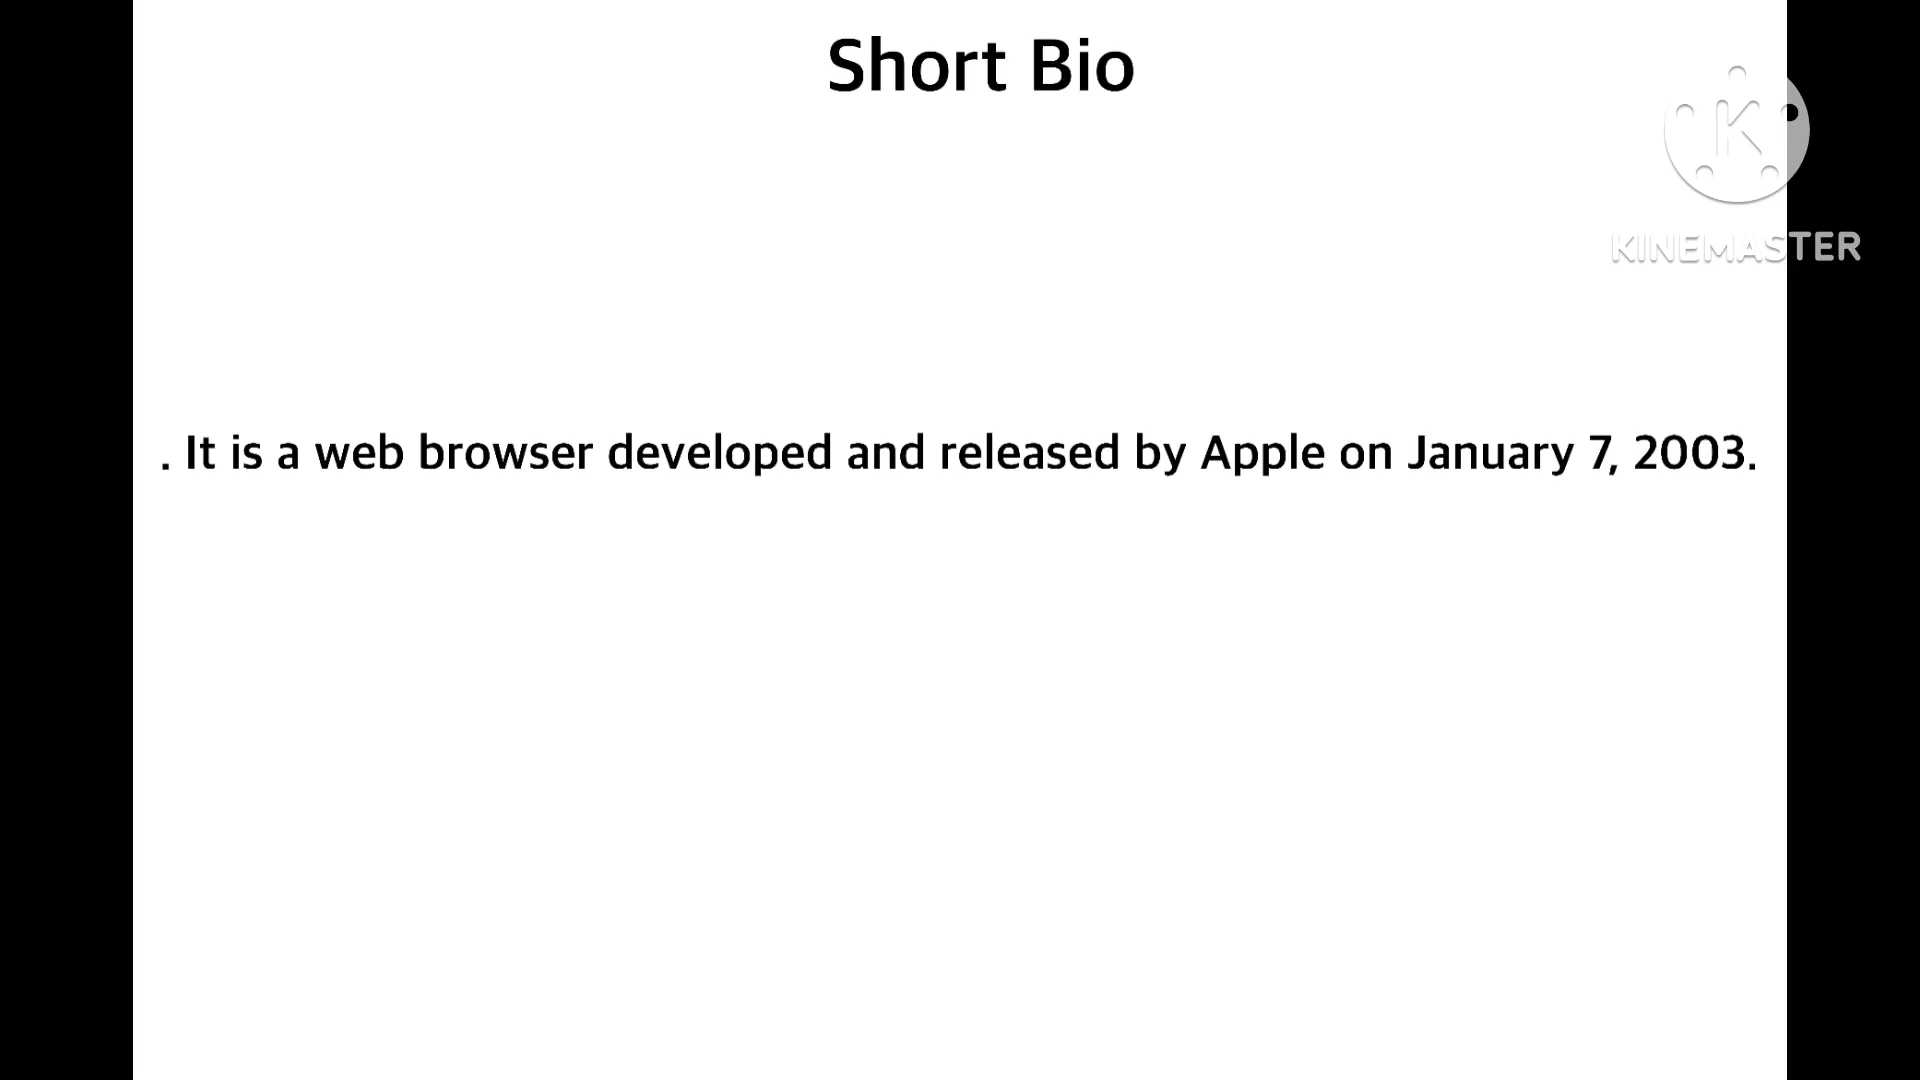 Short Bio
KINEMASTER
. It is a web browser developed and released by Apple on January 7, 2003.